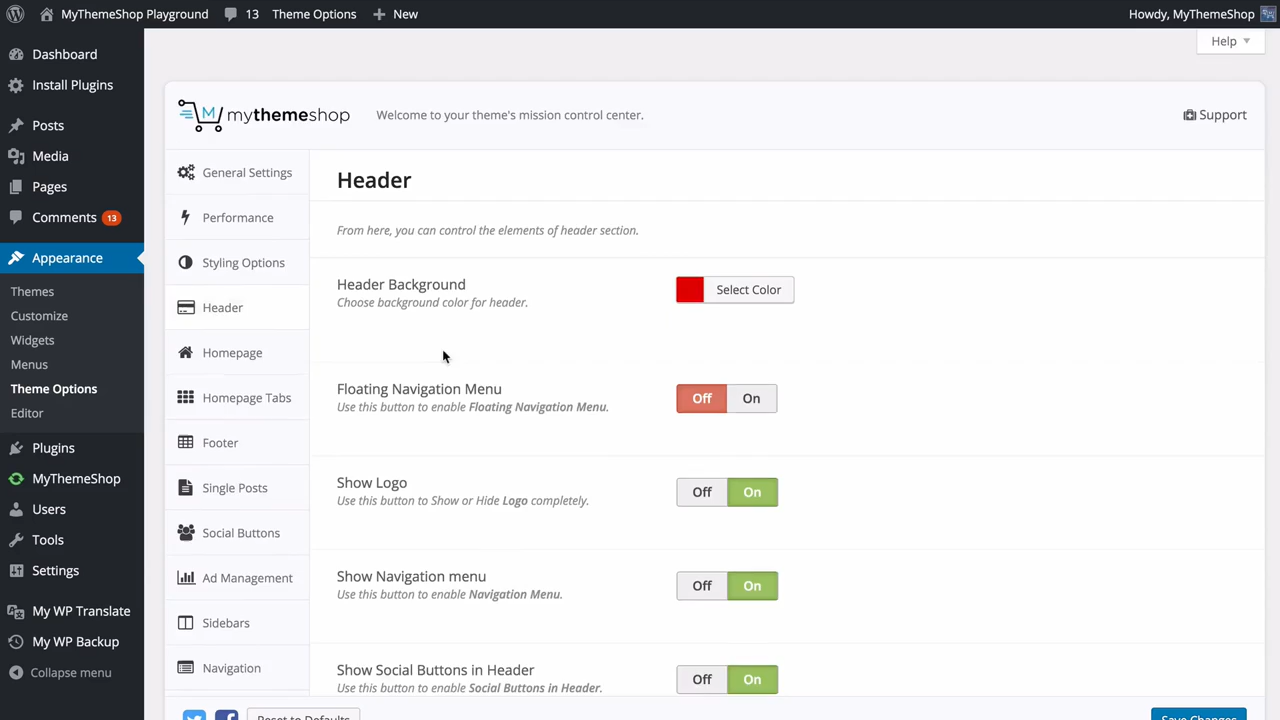 MyThemeShop Playground 13 Theme Options New Howdy, MyThemeShop
Help
Dashboard
Install Plugins
Posts
Media
Pages
Comments 13
Appearance
Themes
Customize
Widgets
Menus
Theme Options
Editor
Plugins
MyThemeShop
Users
Tools
Settings
My WP Translate
My WP Backup
Collapse menu
M mythemeshop Welcome to your theme's mission control center. Support
General Settings
Performance
Styling Options
Header
Homepage
Homepage Tabs
Footer
Single Posts
Social Buttons
Ad Management
Sidebars
Navigation
Header
From here, you can control the elements of header section.
Header Background Select Color
Choose background color for header.
Floating Navigation Menu Off On
Use this button to enable Floating Navigation Menu.
Show Logo Off On
Use this button to Show or Hide Logo completely.
Show Navigation menu Off On
Use this button to enable Navigation Menu.
Show Social Buttons in Header Off On
Use this button to enable Social Buttons in Header.
Reset to Defaults Save Changes